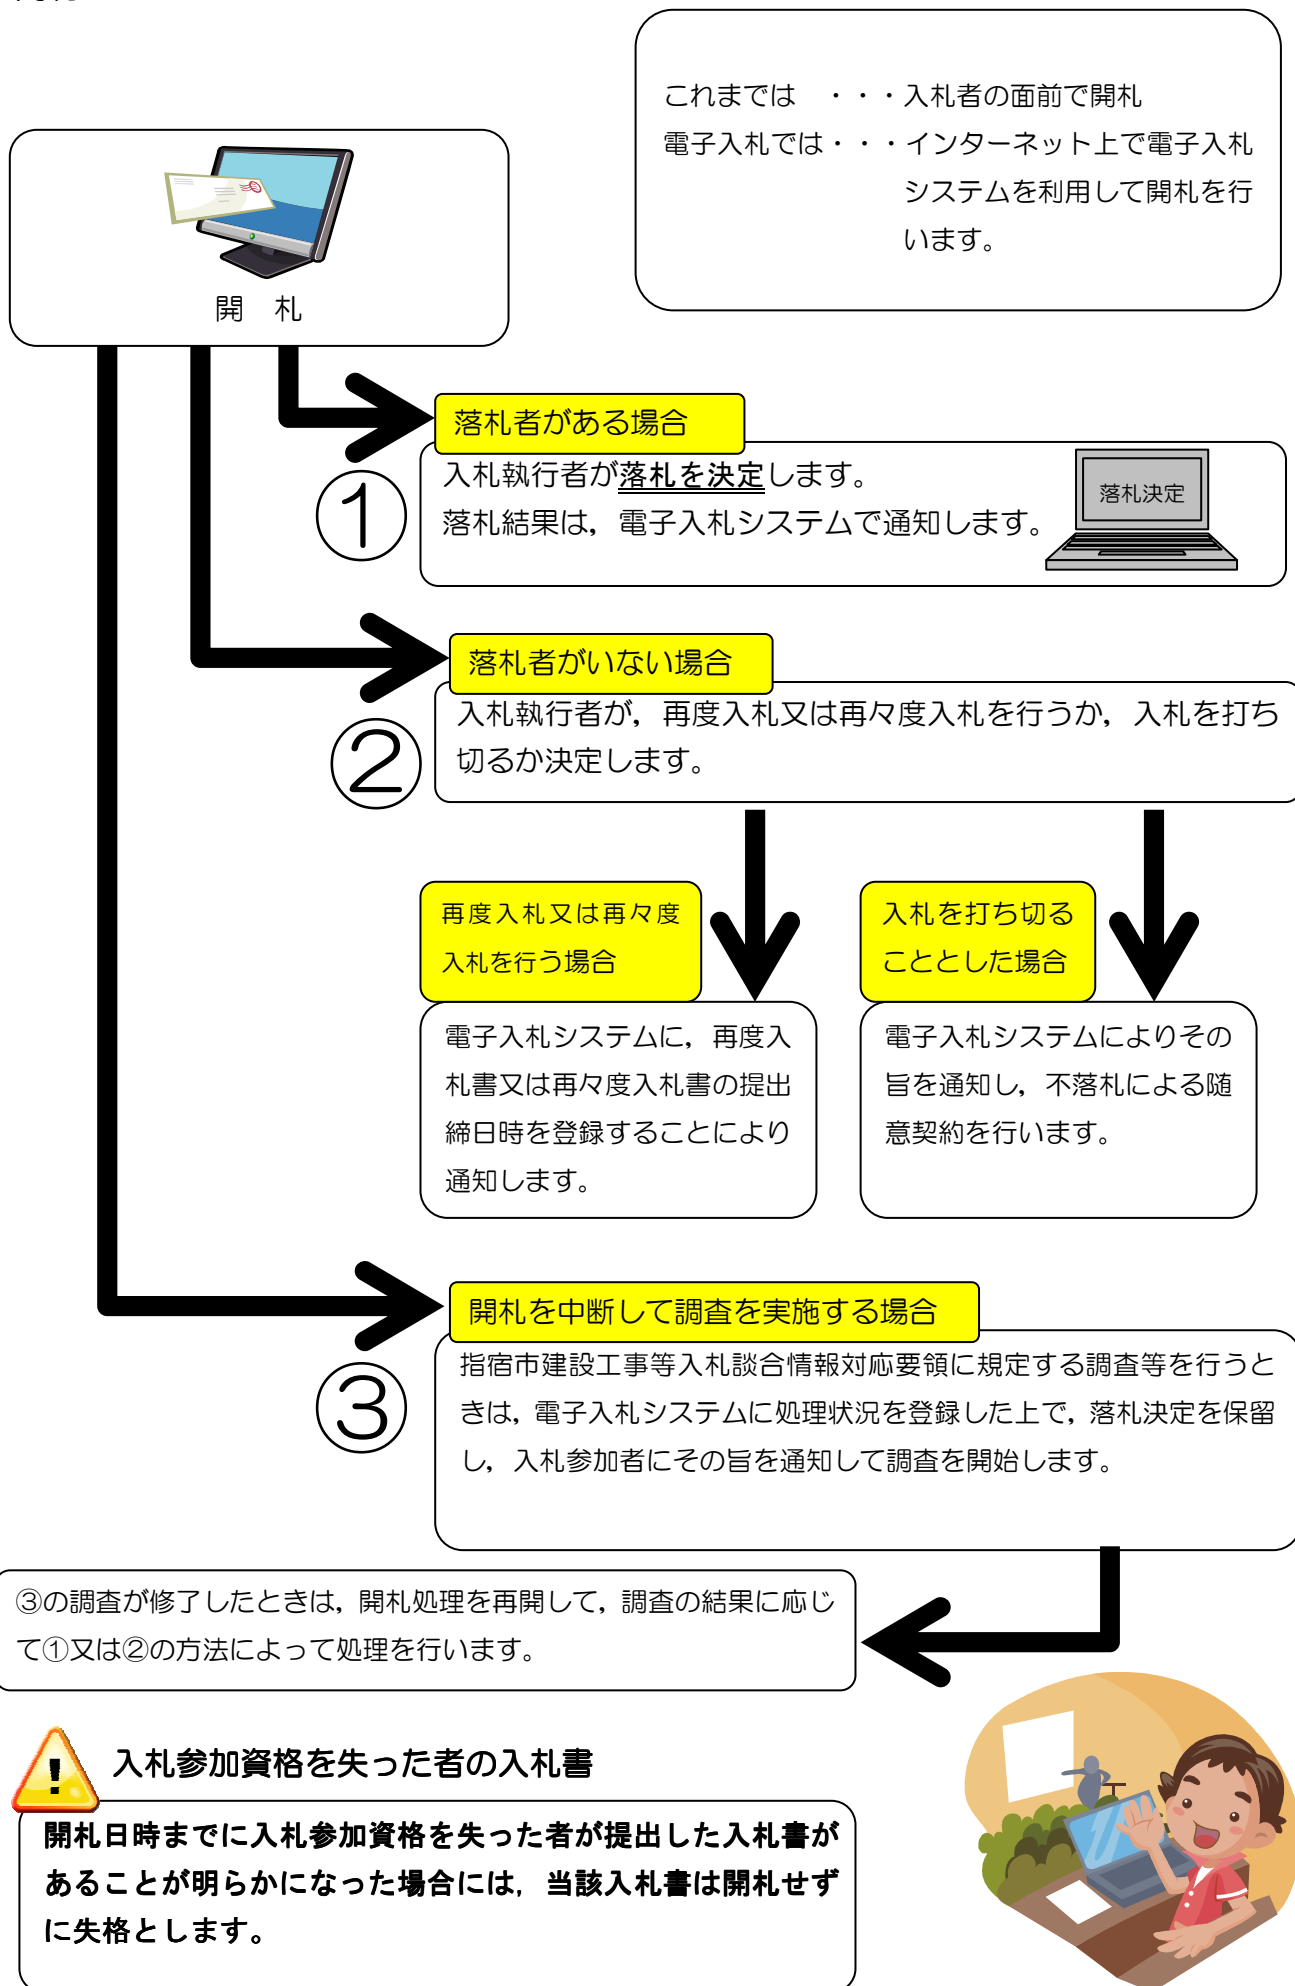 これまでは　・・・入札者の面前で開札
電子入札では・・・インターネット上で電子入札
システムを利用して開札を行
います。
開　札
落札者がある場合
①
入札執行者が落札を決定します。
落札結果は，電子入札システムで通知します。
落札決定
落札者がいない場合
②
入札執行者が，再度入札又は再々度入札を行うか，入札を打ち
切るか決定します。
再度入札又は再々度
入札を行う場合
電子入札システムに，再度入
札書又は再々度入札書の提出
締日時を登録することにより
通知します。
入札を打ち切る
こととした場合
電子入札システムによりその
旨を通知し，不落札による随
意契約を行います。
開札を中断して調査を実施する場合
③
指宿市建設工事等入札談合情報対応要領に規定する調査等を行うと
きは，電子入札システムに処理状況を登録した上で，落札決定を保留
し，入札参加者にその旨を通知して調査を開始します。
③の調査が修了したときは，開札処理を再開して，調査の結果に応じ
て①又は②の方法によって処理を行います。
入札参加資格を失った者の入札書
開札日時までに入札参加資格を失った者が提出した入札書が
あることが明らかになった場合には，当該入札書は開札せず
に失格とします。